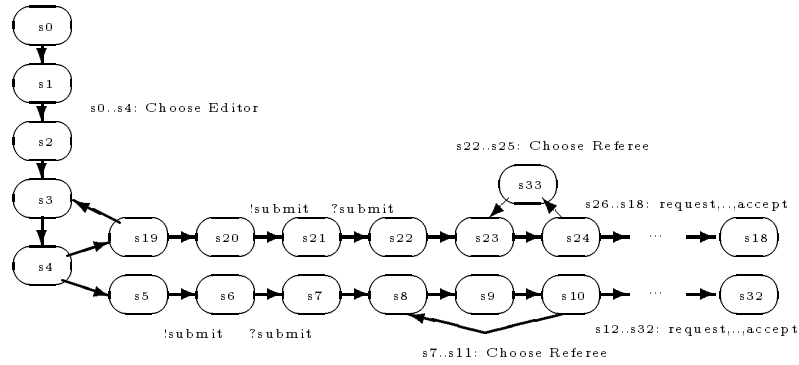 s0
s1
s0..s4: Choose Editor
s2
s22..s25: Choose Referee
s3
s33
!submit ?submit
s26..s18: request,..,accept
s19 s20 s21 s22 s23 s24 ... s18
s4
s5 s6 s7 s8 s9 s10 ... s32
!submit ?submit
s12..s32: request,..,accept
s7..s11: Choose Referee